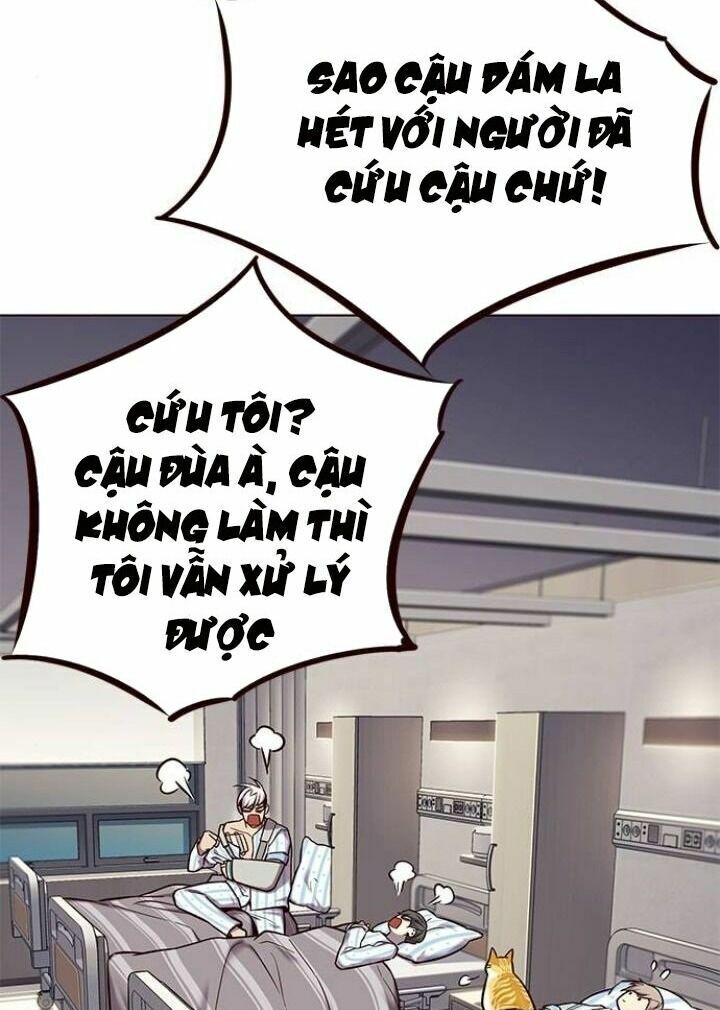 SAO CẬU DÁM LA
HÉT VỚI NGƯỜI ĐÃ
CỨU CẬU CHỨ!
CỨU TÔI?
CẬU ĐÙA À, CẬU
KHÔNG LÀM THÌ
TÔI VẪN XỬ LÝ
ĐƯỢC